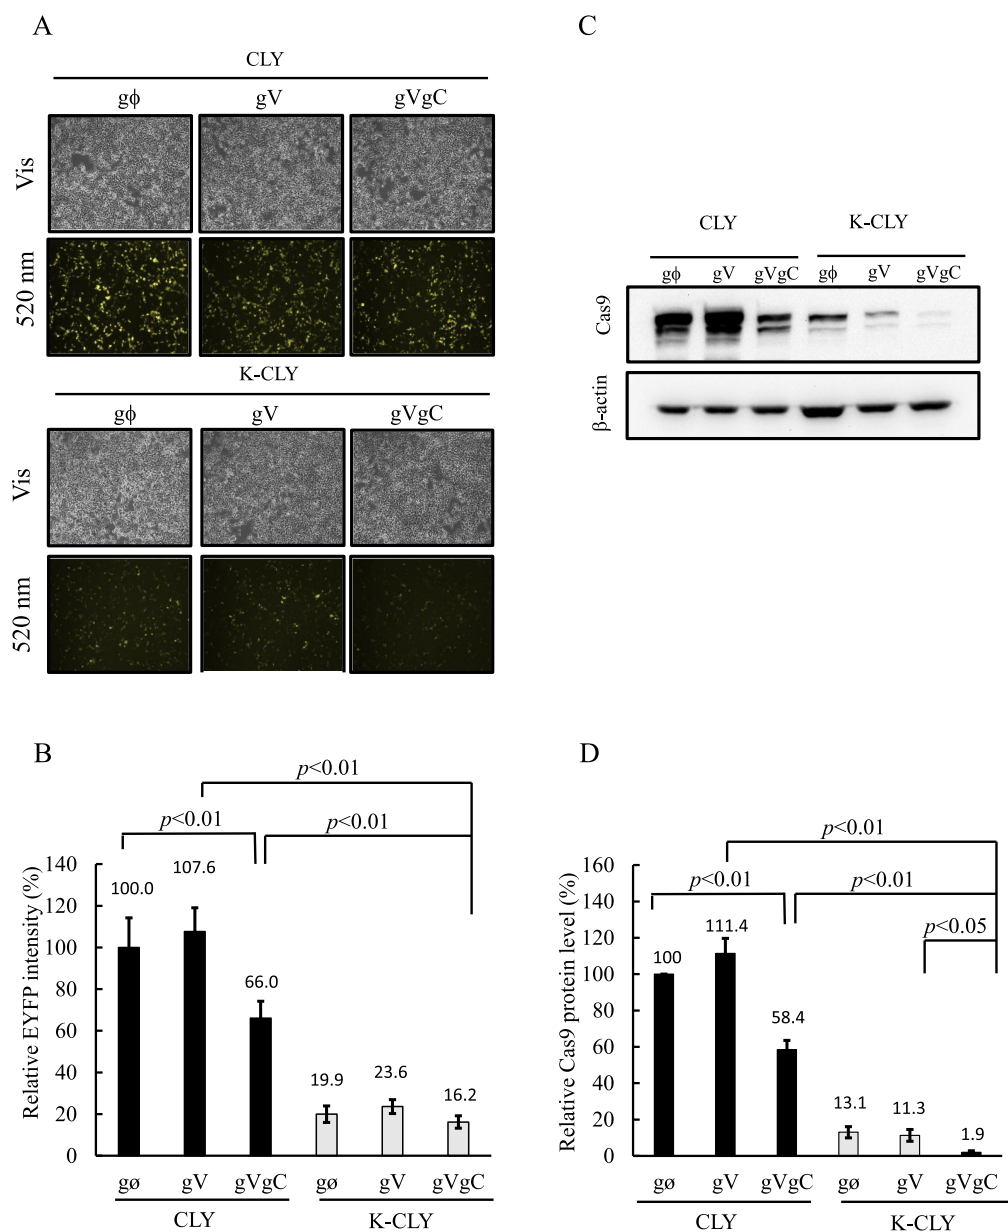 A
CLY
gϕ gV gVgC
Vis
520 nm
K-CLY
gϕ gV gVgC
Vis
520 nm
C
CLY K-CLY
gϕ gV gVgC gϕ gV gVgC
Cas9
β-actin
B
p<0.01
p<0.01 p<0.01
Relative EYFP intensity (%)
140
120
100
80
60
40
20
0
100.0 107.6 66.0 19.9 23.6 16.2
gø gV gVgC gø gV gVgC
CLY K-CLY
D
p<0.01
p<0.01 p<0.01
p<0.05
Relative Cas9 protein level (%)
160
140
120
100
80
60
40
20
0
100 111.4 58.4 13.1 11.3 1.9
gø gV gVgC gø gV gVgC
CLY K-CLY